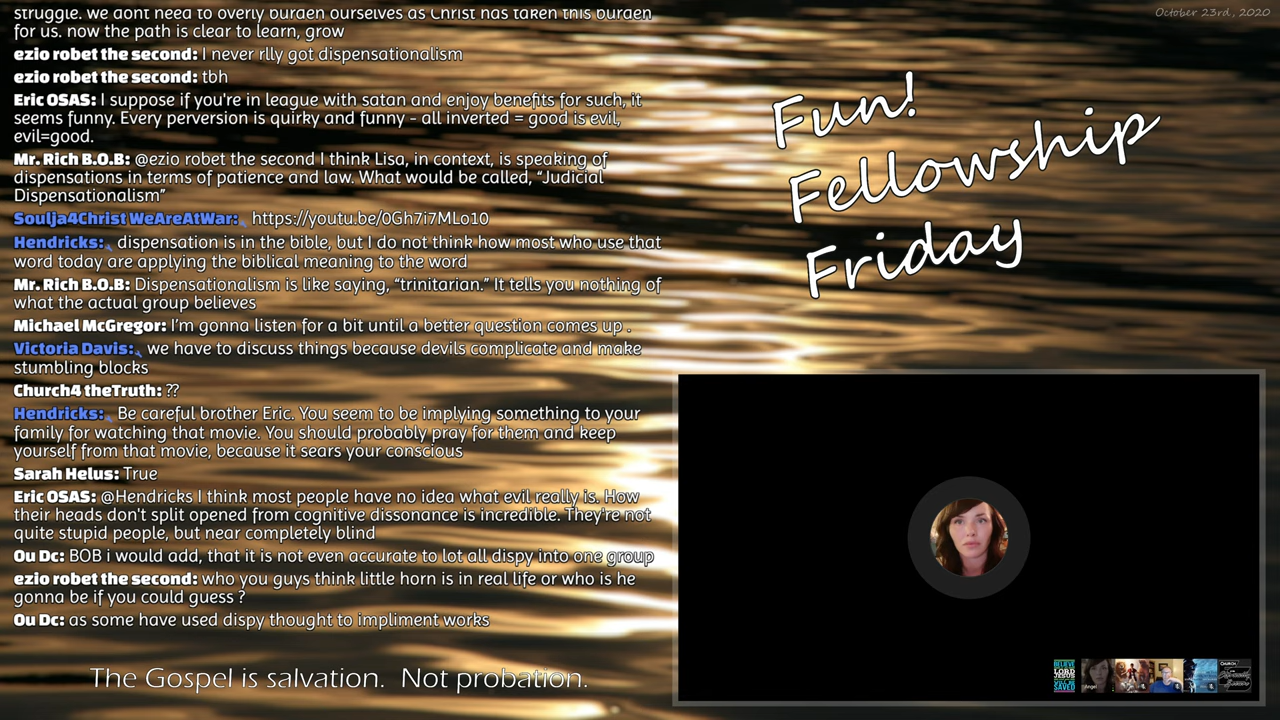 struggle. we dont need to overly burden ourselves as Christ has taken this burden
for us. now the path is clear to learn, grow
ezio robet the second: I never rlly got dispensationalism
ezio robet the second: tbh
Eric OSAS: I suppose if you're in league with satan and enjoy benefits for such, it
seems funny. Every perversion is quirky and funny - all inverted = good is evil,
evil=good.
Mr. Rich B.O.B: @ezio robet the second I think Lisa, in context, is speaking of
dispensations in terms of patience and law. What would be called, “Judicial
Dispensationalism”
Soulja4Christ WeAreAtWar: https://youtu.be/0Gh7i7MLo10
Hendricks: dispensation is in the bible, but I do not think how most who use that
word today are applying the biblical meaning to the word
Mr. Rich B.O.B: Dispensationalism is like saying, “trinitarian.” It tells you nothing of
what the actual group believes
Michael McGregor: I’m gonna listen for a bit until a better question comes up .
Victoria Davis: we have to discuss things because devils complicate and make
stumbling blocks
Church4 theTruth: ??
Hendricks: Be careful brother Eric. You seem to be implying something to your
family for watching that movie. You should probably pray for them and keep
yourself from that movie, because it sears your conscious
Sarah Helus: True
Eric OSAS: @Hendricks I think most people have no idea what evil really is. How
their heads don't split opened from cognitive dissonance is incredible. They're not
quite stupid people, but near completely blind
Ou Dc: BOB i would add, that it is not even accurate to lot all dispy into one group
ezio robet the second: who you guys think little horn is in real life or who is he
gonna be if you could guess ?
Ou Dc: as some have used dispy thought to impliment works
The Gospel is salvation. Not probation.
October 23rd, 2020
Fun!
Fellowship
Friday
BELIEVE
LORD
JESUS
SAVED
Angel
CHURCH